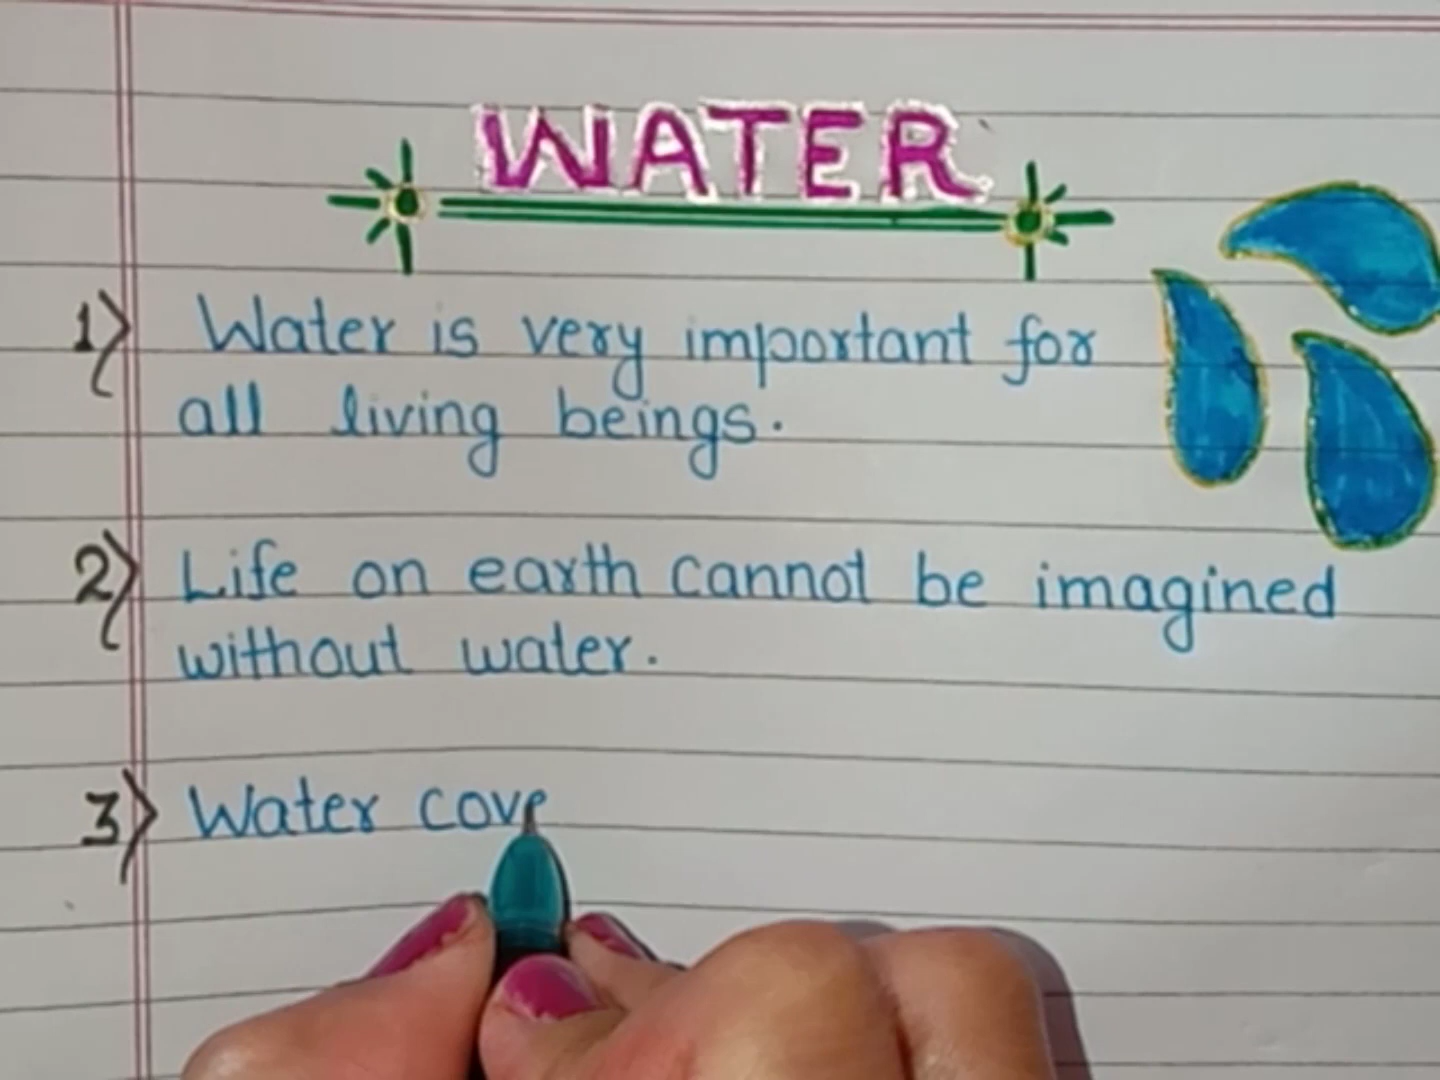 WATER
1) Water is very important for
all living beings.
2) Life on earth cannot be imagined
without water.
3) Water cove